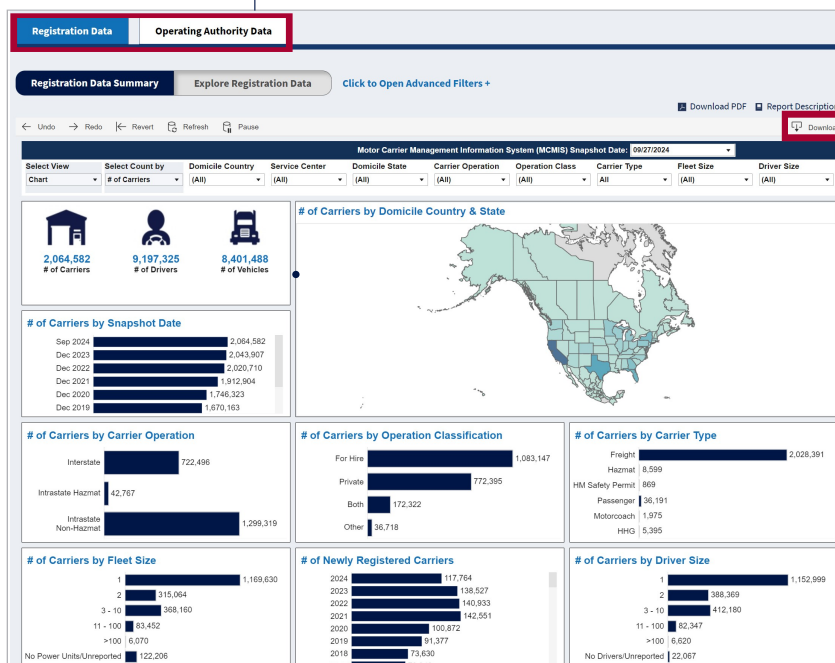 Registration Data Operating Authority Data
Registration Data Summary Explore Registration Data Click to Open Advanced Filters +
Download PDF Report Description
Undo Redo Revert Refresh Pause
Motor Carrier Management Information System (MCMIS) Snapshot Date: 09/27/2024
Select View Select Count by Domicile Country Service Center Domicile State Carrier Operation Operation Class Carrier Type Fleet Size Driver Size
Chart # of Carriers (All) (All) (All) (All) (All) All (All) (All)
2,064,582 9,197,325 8,401,488
# of Carriers # of Drivers # of Vehicles
# of Carriers by Domicile Country & State
# of Carriers by Snapshot Date
Sep 2024 2,064,582
Dec 2023 2,043,907
Dec 2022 2,020,710
Dec 2021 1,912,904
Dec 2020 1,746,323
Dec 2019 1,670,163
# of Carriers by Carrier Operation
Interstate 722,496
Intrastate Hazmat 42,767
Intrastate
Non-Hazmat 1,299,319
# of Carriers by Operation Classification
For Hire 1,083,147
Private 772,395
Both 172,322
Other 36,718
# of Carriers by Carrier Type
Freight 2,028,391
Hazmat 8,599
HM Safety Permit 869
Passenger 36,191
Motorcoach 1,975
HHG 5,395
# of Carriers by Fleet Size
1 1,169,630
2 315,064
3 - 10 368,160
11 - 100 83,452
>100 6,070
No Power Units/Unreported 122,206
# of Newly Registered Carriers
2024 117,764
2023 138,527
2022 140,933
2021 142,551
2020 100,872
2019 91,377
2018 73,630
# of Carriers by Driver Size
1 1,152,999
2 388,369
3 - 10 412,180
11 - 100 82,347
>100 6,620
No Drivers/Unreported 22,067